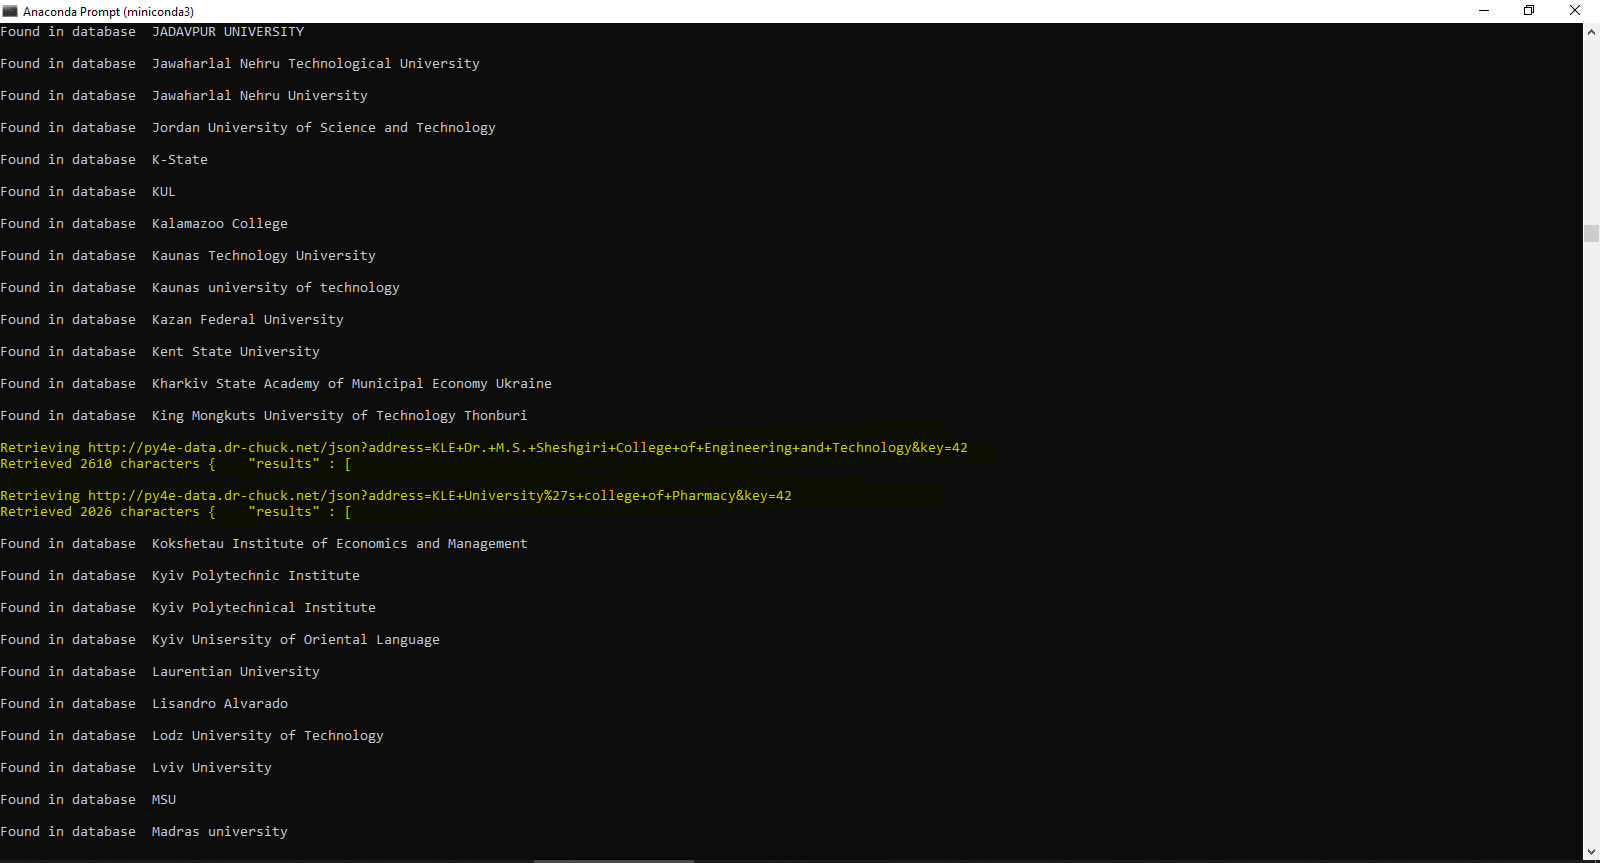 Anaconda Prompt (miniconda3)
Found in database  JADAVPUR UNIVERSITY
Found in database  Jawaharlal Nehru Technological University
Found in database  Jawaharlal Nehru University
Found in database  Jordan University of Science and Technology
Found in database  K-State
Found in database  KUL
Found in database  Kalamazoo College
Found in database  Kaunas Technology University
Found in database  Kaunas university of technology
Found in database  Kazan Federal University
Found in database  Kent State University
Found in database  Kharkiv State Academy of Municipal Economy Ukraine
Found in database  King Mongkuts University of Technology Thonburi
Retrieving http://py4e-data.dr-chuck.net/json?address=KLE+Dr.+M.S.+Sheshgiri+College+of+Engineering+and+Technology&key=42
Retrieved 2610 characters {    "results" : [
Retrieving http://py4e-data.dr-chuck.net/json?address=KLE+University%27s+college+of+Pharmacy&key=42
Retrieved 2026 characters {    "results" : [
Found in database  Kokshetau Institute of Economics and Management
Found in database  Kyiv Polytechnic Institute
Found in database  Kyiv Polytechnical Institute
Found in database  Kyiv Unisersity of Oriental Language
Found in database  Laurentian University
Found in database  Lisandro Alvarado
Found in database  Lodz University of Technology
Found in database  Lviv University
Found in database  MSU
Found in database  Madras university